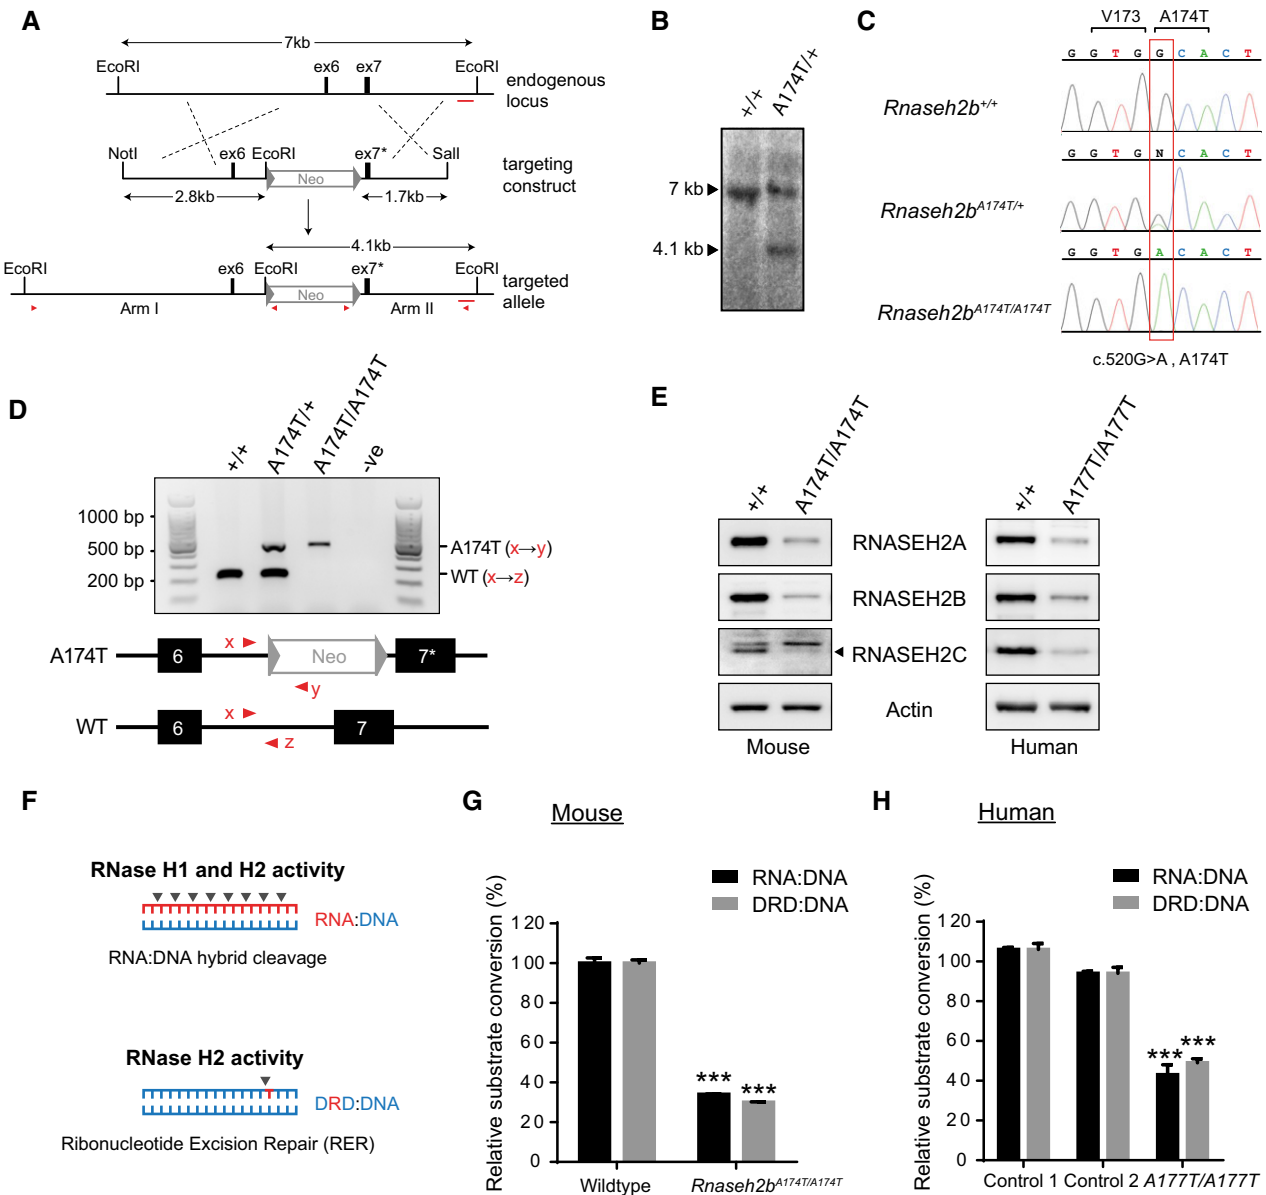 A
7kb
EcoRI ex6 ex7 EcoRI
endogenous
locus
NotI ex6 EcoRI ex7* SalI
Neo
targeting
construct
2.8kb 1.7kb
4.1kb
EcoRI ex6 EcoRI ex7* EcoRI
Neo
targeted
allele
Arm I Arm II
B
+/+ A174T/+
7 kb
4.1 kb
C
V173 A174T
G G T G G C A C T
Rnaseh2b+/+
G G T G N C A C T
Rnaseh2bA174T/+
G G T G A C A C T
Rnaseh2bA174T/A174T
c.520G>A , A174T
D
+/+ A174T/+ A174T/A174T -ve
1000 bp
500 bp
200 bp
A174T (x→y)
WT (x→z)
A174T 6 x Neo 7*
y
WT 6 x 7
z
E
+/+ A174T/A174T
+/+ A177T/A177T
RNASEH2A
RNASEH2B
RNASEH2C
Actin
Mouse
Human
F
RNase H1 and H2 activity
RNA:DNA
RNA:DNA hybrid cleavage
RNase H2 activity
DRD:DNA
Ribonucleotide Excision Repair (RER)
G
Mouse
RNA:DNA
DRD:DNA
Relative substrate conversion (%)
120
100
80
60
40
20
0
***
***
Wildtype Rnaseh2bA174T/A174T
H
Human
RNA:DNA
DRD:DNA
Relative substrate conversion (%)
120
100
80
60
40
20
0
***
***
Control 1 Control 2 A177T/A177T